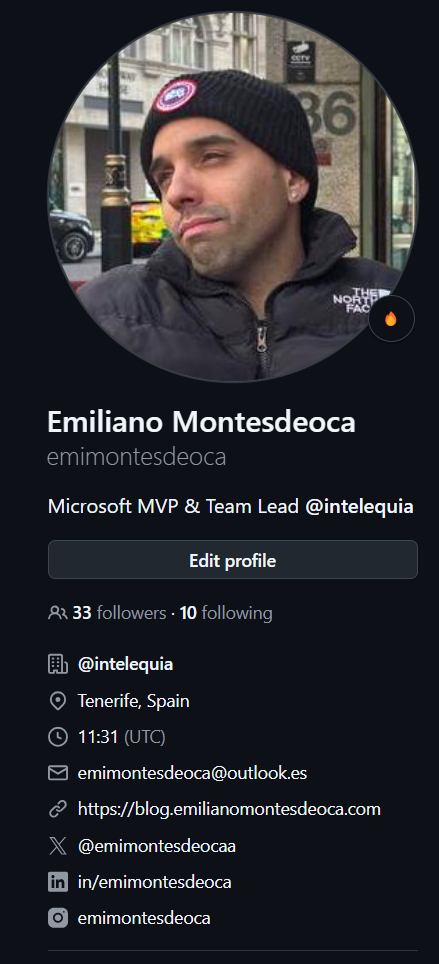 CCTV
86
THE
NORTH
FACE
Emiliano Montesdeoca
emimontesdeoca
Microsoft MVP & Team Lead @intelequia
Edit profile
33 followers · 10 following
@intelequia
Tenerife, Spain
11:31 (UTC)
emimontesdeoca@outlook.es
https://blog.emilianomontesdeoca.com
@emimontesdeocaa
in/emimontesdeoca
emimontesdeoca